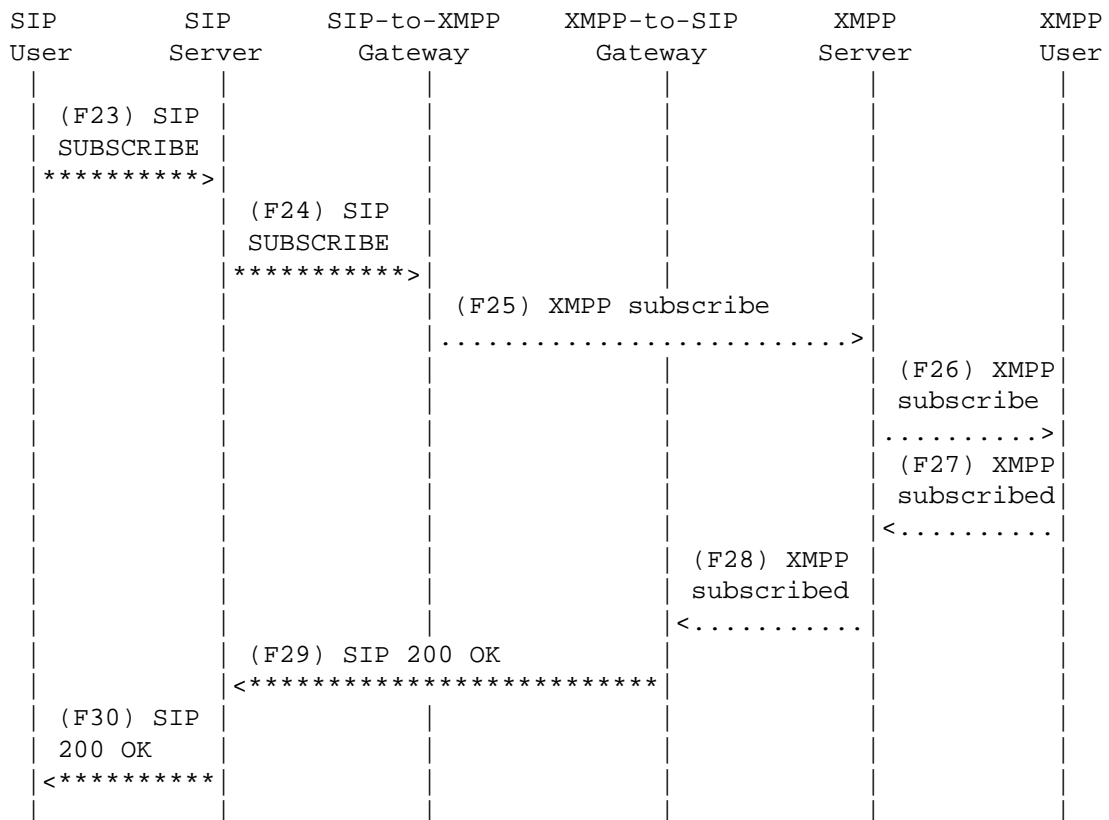 SIP SIP SIP-to-XMPP XMPP-to-SIP XMPP XMPP
User Server Gateway Gateway Server User
(F23) SIP
SUBSCRIBE
**********>
(F24) SIP
SUBSCRIBE
***********>
(F25) XMPP subscribe
..........................>
(F26) XMPP
subscribe
..........>
(F27) XMPP
subscribed
<..........
(F28) XMPP
subscribed
<...........
(F29) SIP 200 OK
<**************************
(F30) SIP
200 OK
<**********